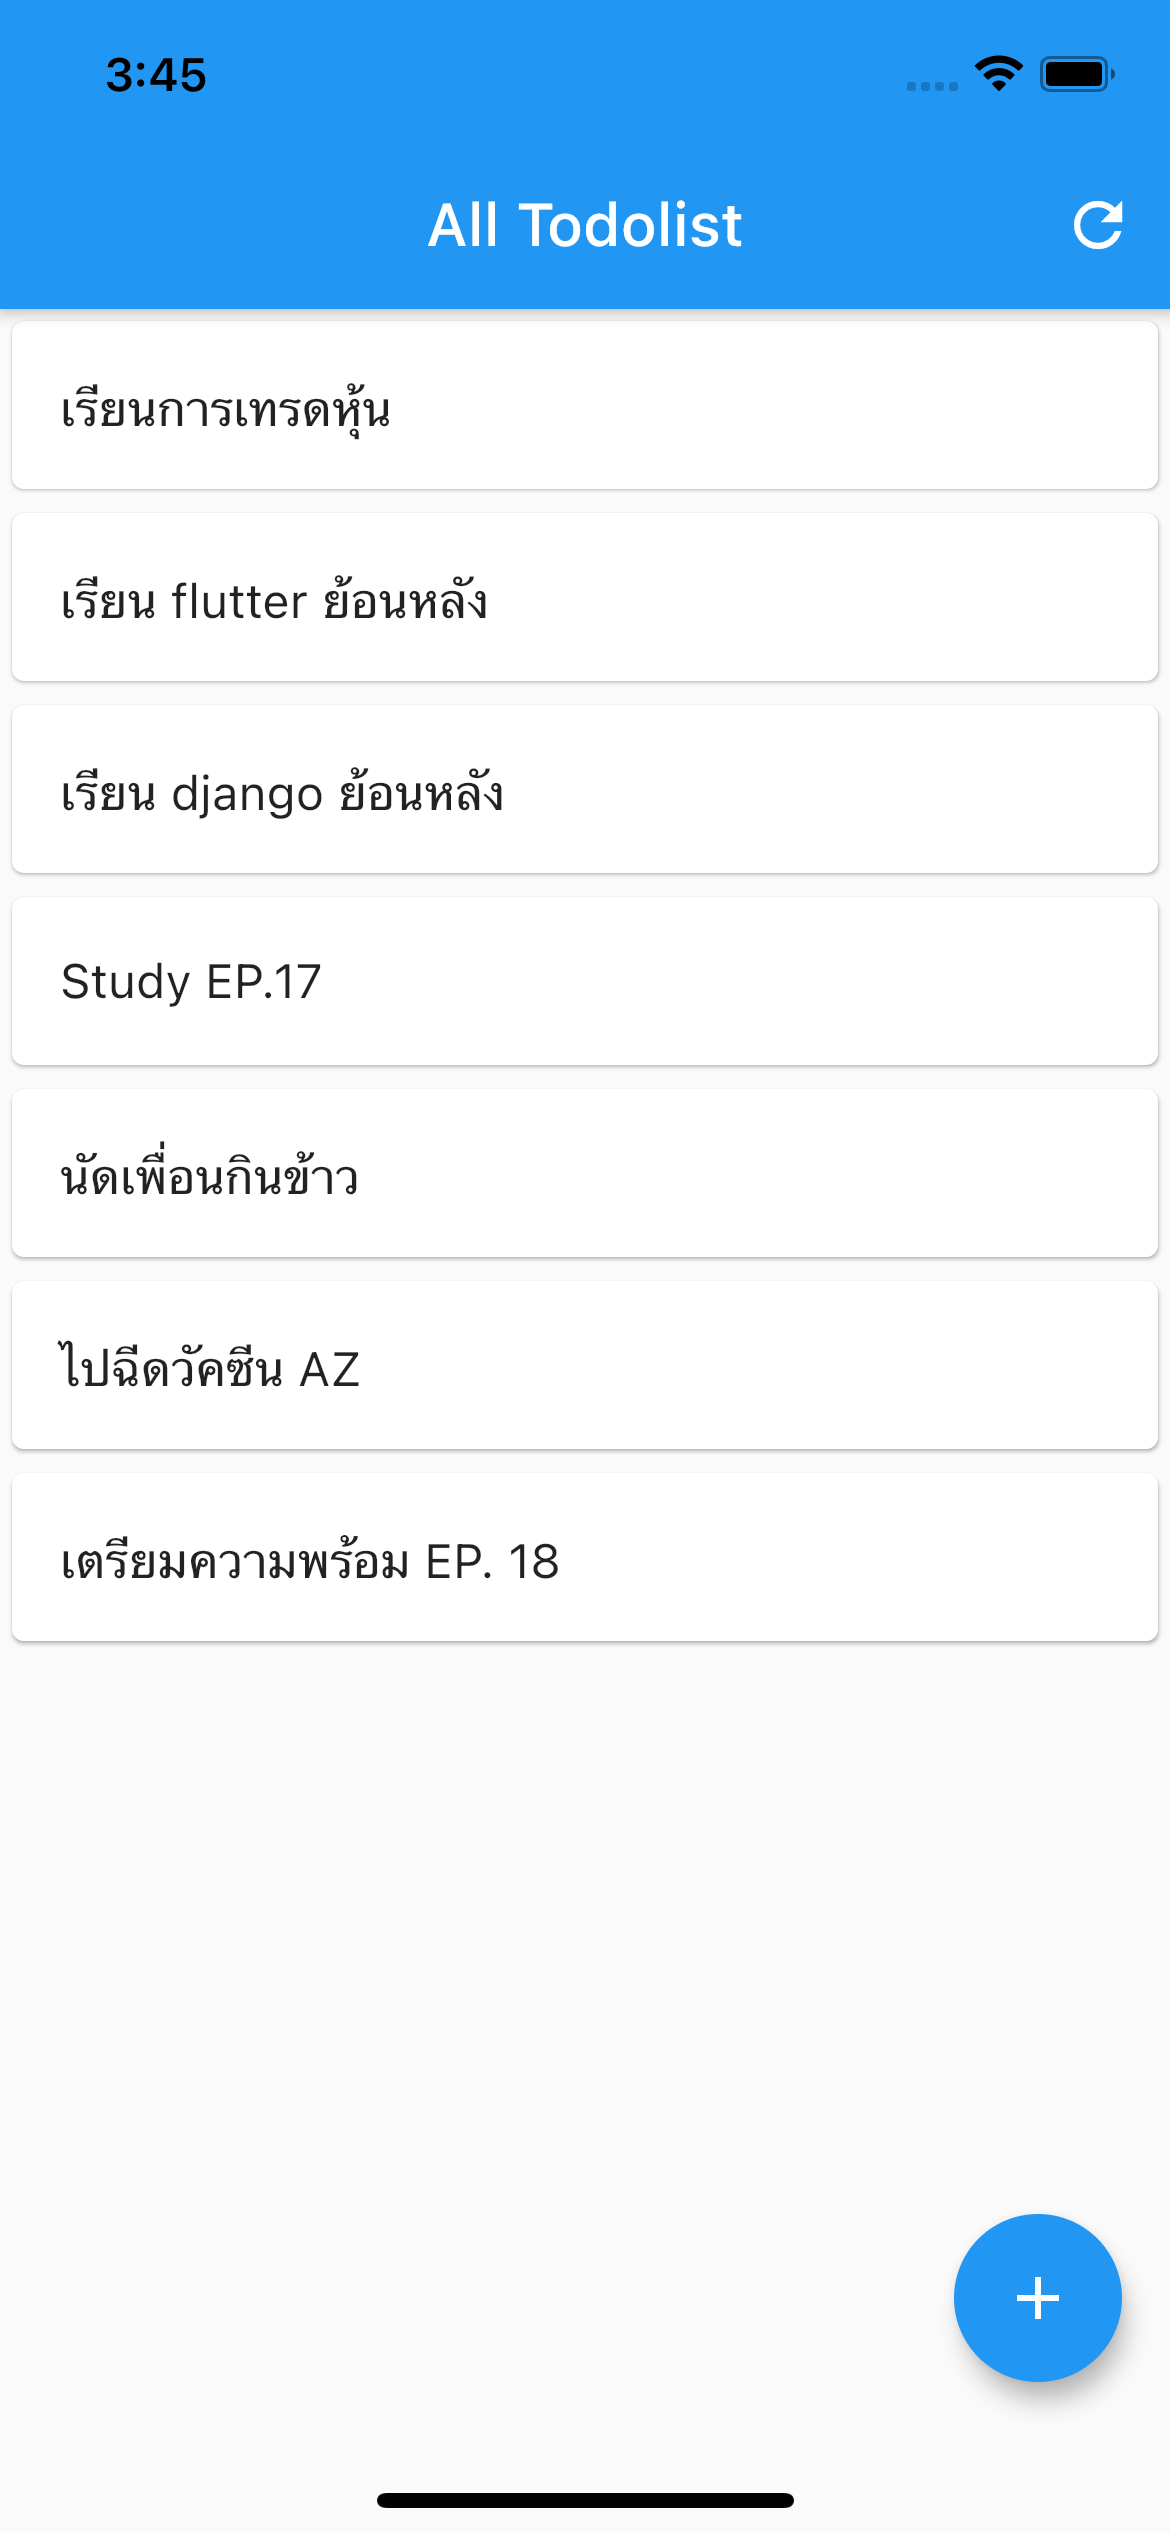 3:45
All Todolist
เรียนการเทรดหุ้น
เรียน flutter ย้อนหลัง
เรียน django ย้อนหลัง
Study EP.17
นัดเพื่อนกินข้าว
ไปฉีดวัคซีน AZ
เตรียมความพร้อม EP. 18